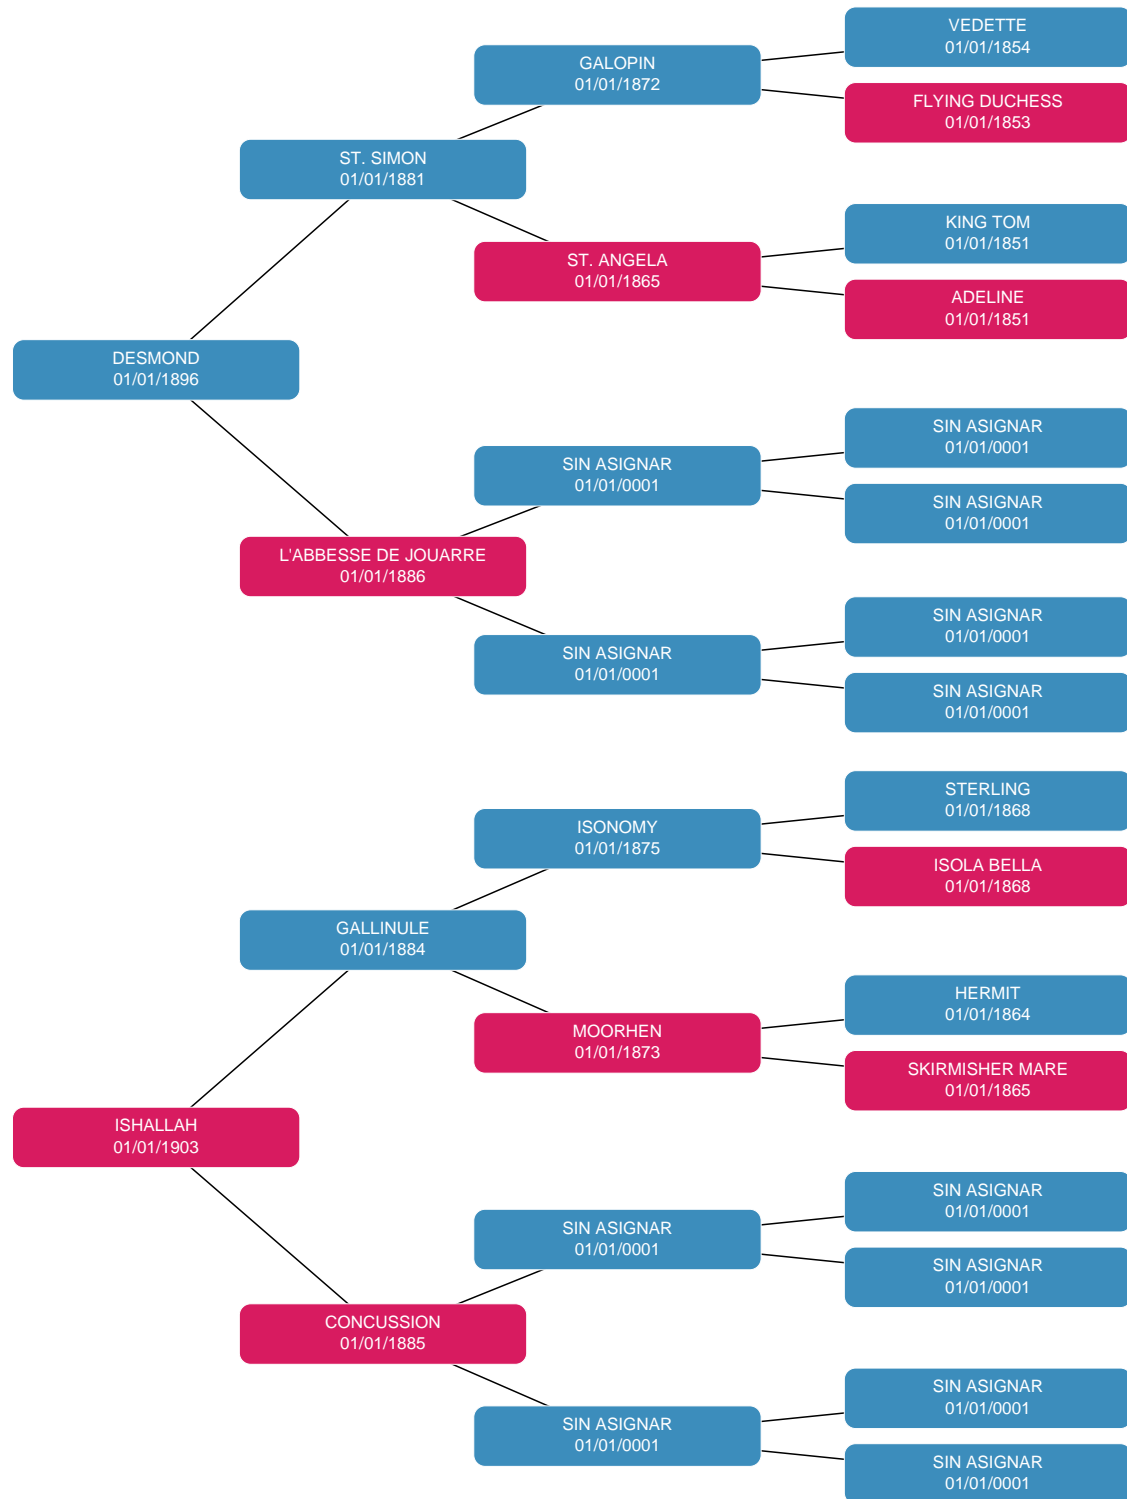 VEDETTE
01/01/1854
GALOPIN
01/01/1872
FLYING DUCHESS
01/01/1853
ST. SIMON
01/01/1881
KING TOM
01/01/1851
ST. ANGELA
01/01/1865
ADELINE
01/01/1851
DESMOND
01/01/1896
SIN ASIGNAR
01/01/0001
SIN ASIGNAR
01/01/0001
SIN ASIGNAR
01/01/0001
L'ABBESSE DE JOUARRE
01/01/1886
SIN ASIGNAR
01/01/0001
SIN ASIGNAR
01/01/0001
SIN ASIGNAR
01/01/0001
STERLING
01/01/1868
ISONOMY
01/01/1875
ISOLA BELLA
01/01/1868
GALLINULE
01/01/1884
HERMIT
01/01/1864
MOORHEN
01/01/1873
SKIRMISHER MARE
01/01/1865
ISHALLAH
01/01/1903
SIN ASIGNAR
01/01/0001
SIN ASIGNAR
01/01/0001
SIN ASIGNAR
01/01/0001
CONCUSSION
01/01/1885
SIN ASIGNAR
01/01/0001
SIN ASIGNAR
01/01/0001
SIN ASIGNAR
01/01/0001